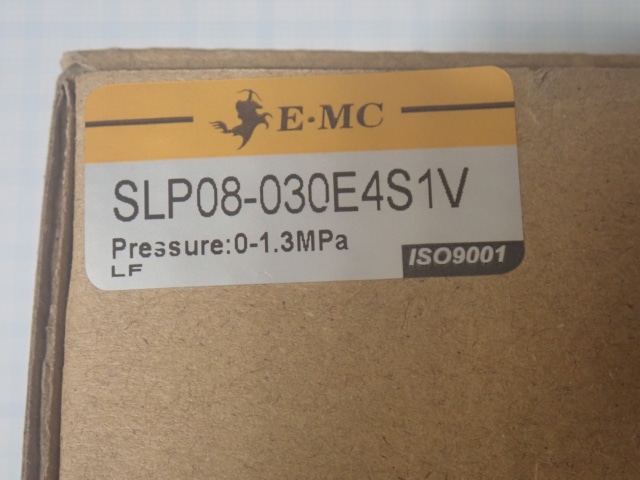 E·MC
SLP08-030E4S1V
Pressure:0-1.3MPa
LF
ISO9001